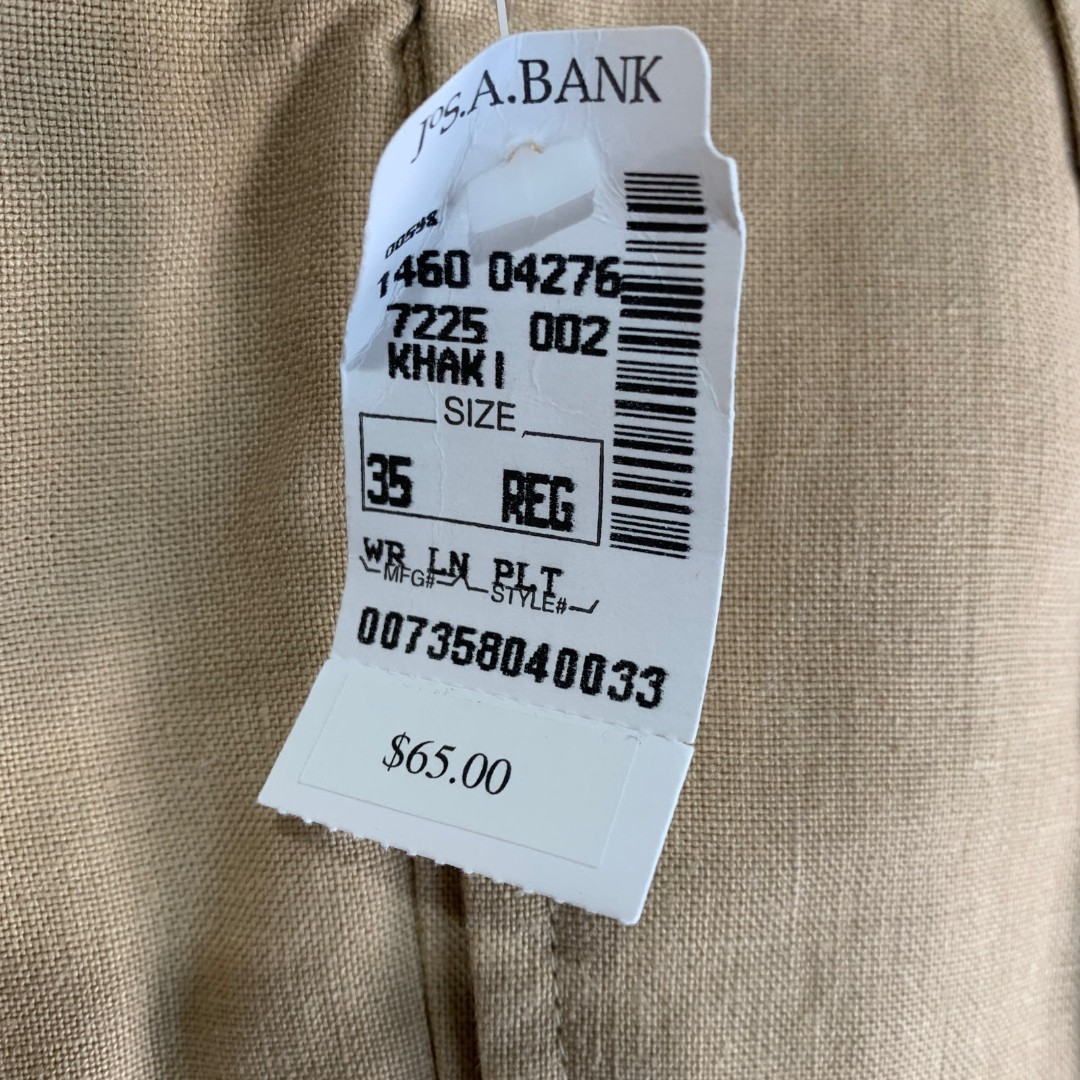 JOS.A.BANK
00598
1460 04276
7225 002
KHAKI
SIZE
35 REG
WR LN PLT
MFG# STYLE#
007358040033
$65.00